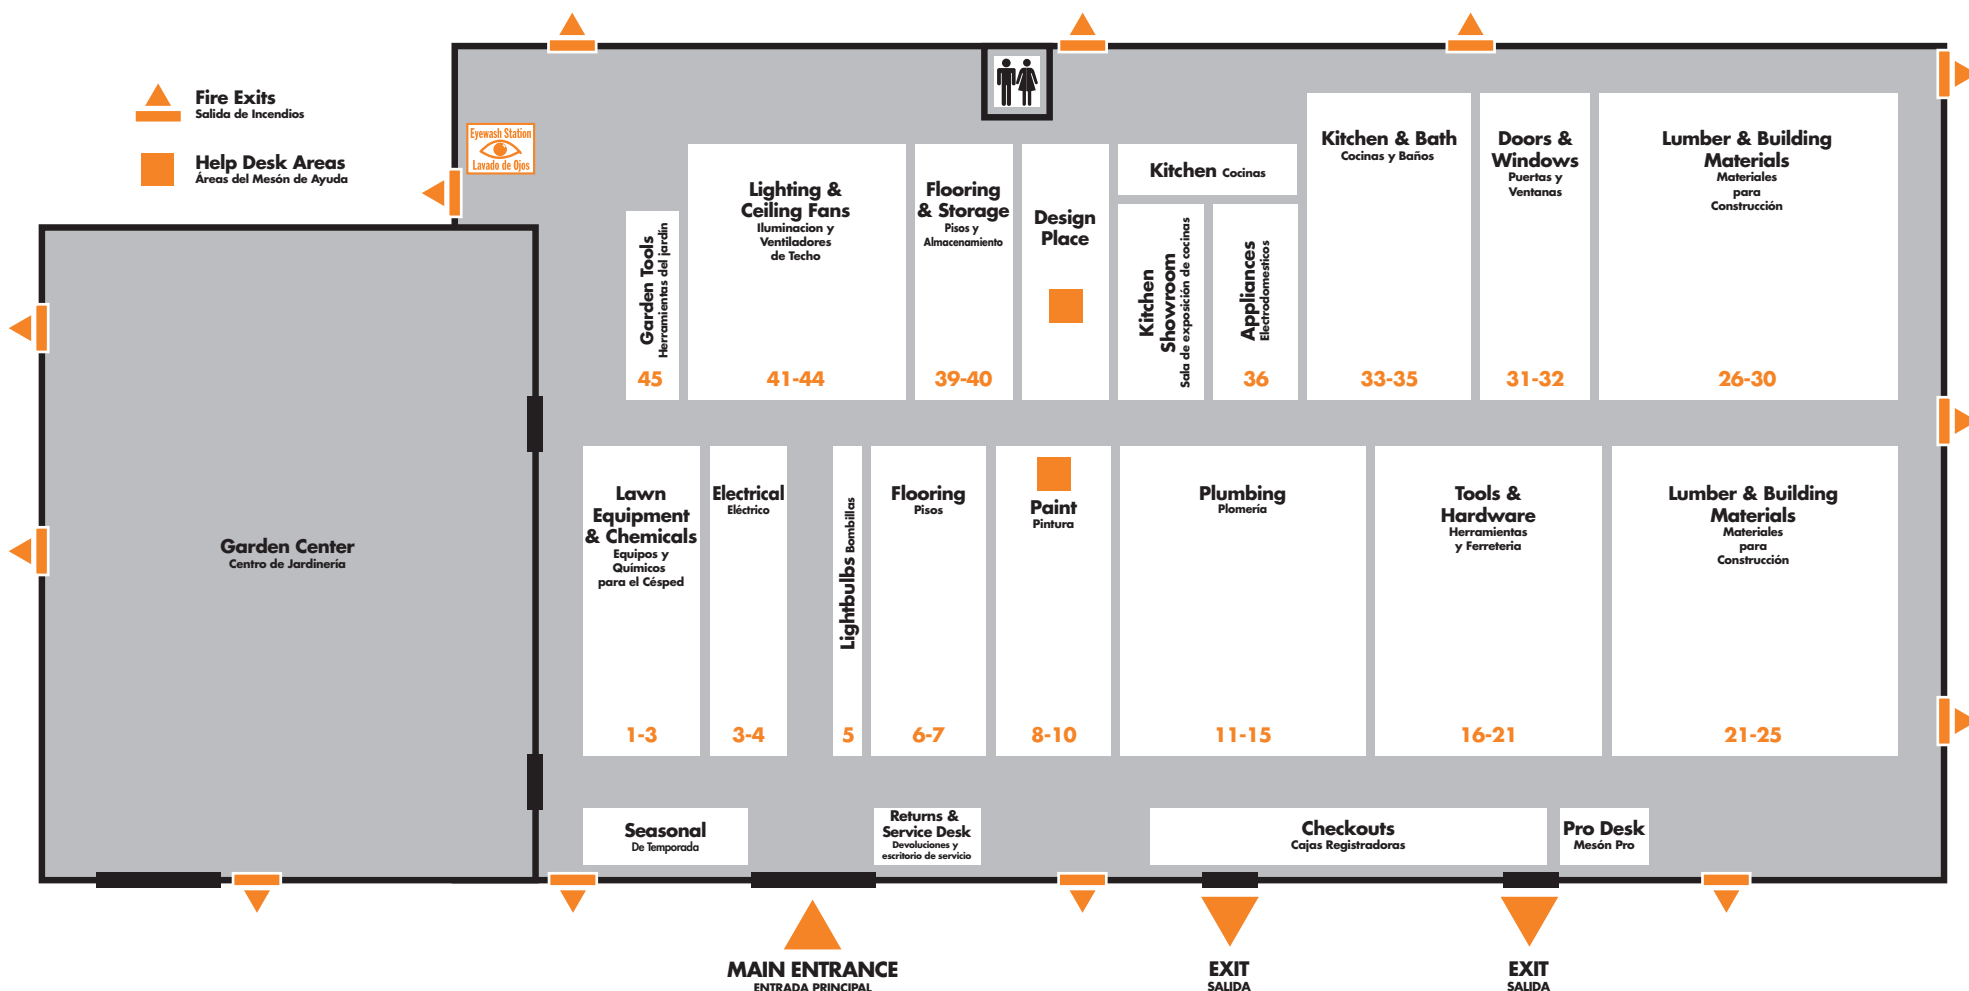 Fire Exits
Salida de Incendios
Help Desk Areas
Áreas del Mesón de Ayuda
Eyewash Station
Lavado de Ojos
Garden Center
Centro de Jardinería
Garden Tools
Herramientas del jardín
45
Lighting &
Ceiling Fans
Iluminacion y
Ventiladores
de Techo
41-44
Flooring
& Storage
Pisos y
Almacenamiento
39-40
Design
Place
Kitchen Cocinas
Kitchen
Showroom
Sala de exposición de cocinas
Appliances
Electrodomesticos
36
Kitchen & Bath
Cocinas y Baños
33-35
Doors &
Windows
Puertas y
Ventanas
31-32
Lumber & Building
Materials
Materiales
para
Construcción
26-30
Lawn
Equipment
& Chemicals
Equipos y
Químicos
para el Césped
1-3
Electrical
Eléctrico
3-4
Lightbulbs Bombillas
5
Flooring
Pisos
6-7
Paint
Pintura
8-10
Plumbing
Plomería
11-15
Tools &
Hardware
Herramientas
y Ferreteria
16-21
Lumber & Building
Materials
Materiales
para
Construcción
21-25
Seasonal
De Temporada
Returns &
Service Desk
Devoluciones y
escritorio de servicio
Checkouts
Cajas Registradoras
Pro Desk
Mesón Pro
MAIN ENTRANCE
ENTRADA PRINCIPAL
EXIT
SALIDA
EXIT
SALIDA